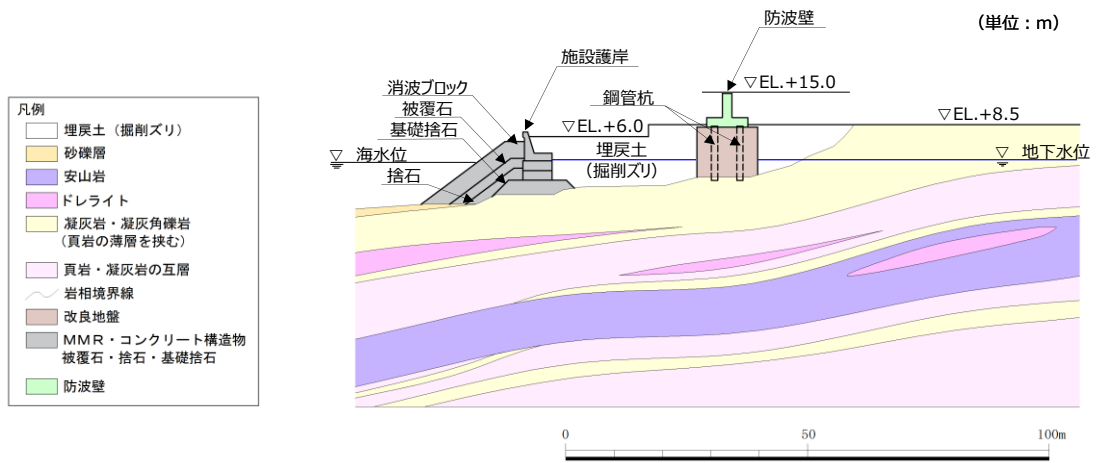 (単位：m)
防波壁
施設護岸
▽EL.+15.0
消波ブロック
鋼管杭
被覆石
▽EL.+8.5
基礎捨石
▽EL.+6.0
埋戻土
(掘削ズリ)
▽ 海水位
▽ 地下水位
捨石
凡例
埋戻土（掘削ズリ）
砂礫層
安山岩
ドレライト
凝灰岩・凝灰角礫岩
（頁岩の薄層を挟む）
頁岩・凝灰岩の互層
岩相境界線
改良地盤
ＭＭＲ・コンクリート構造物
被覆石・捨石・基礎捨石
防波壁
0 50 100m